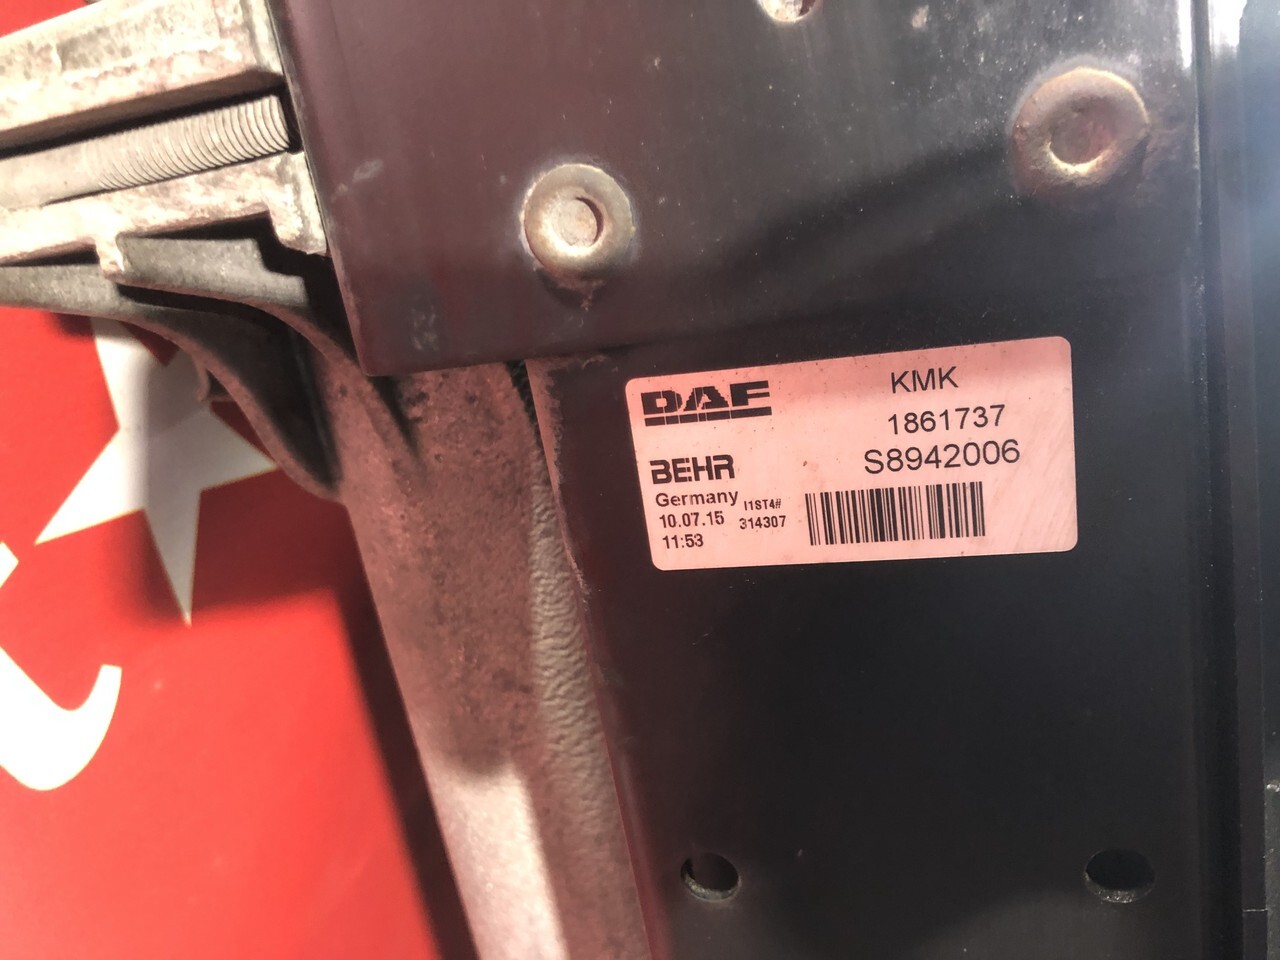 DAF
KMK
1861737
S8942006
BEHR
Germany
I1ST4#
10.07.15
314307
11:53